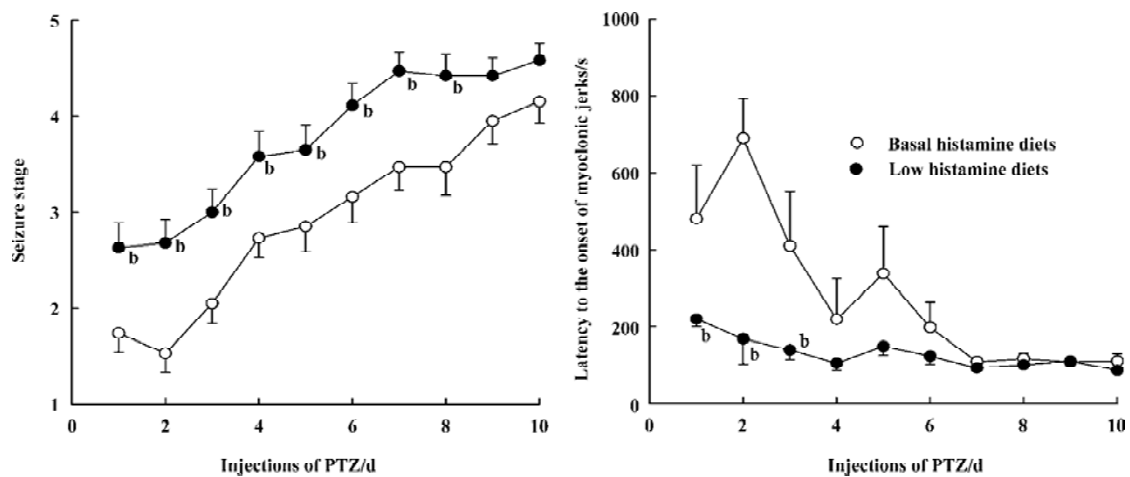 Seizure stage
5
4
3
2
1
b
b
b
b
b
b
b
b
0
2
4
6
8
10
Injections of PTZ/d
Latency to the onset of myoclonic jerks/s
1000
800
600
400
200
0
Basal histamine diets
Low histamine diets
b
b
b
0
2
4
6
8
10
Injections of PTZ/d